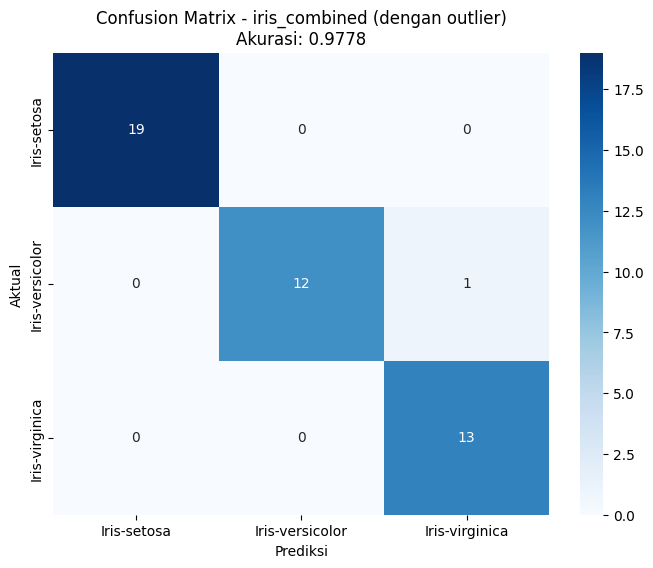 Confusion Matrix - iris_combined (dengan outlier)
Akurasi: 0.9778
Aktual
Iris-setosa
19 0 0
Iris-versicolor
0 12 1
Iris-virginica
0 0 13
Iris-setosa Iris-versicolor Iris-virginica
Prediksi
17.5
15.0
12.5
10.0
7.5
5.0
2.5
0.0